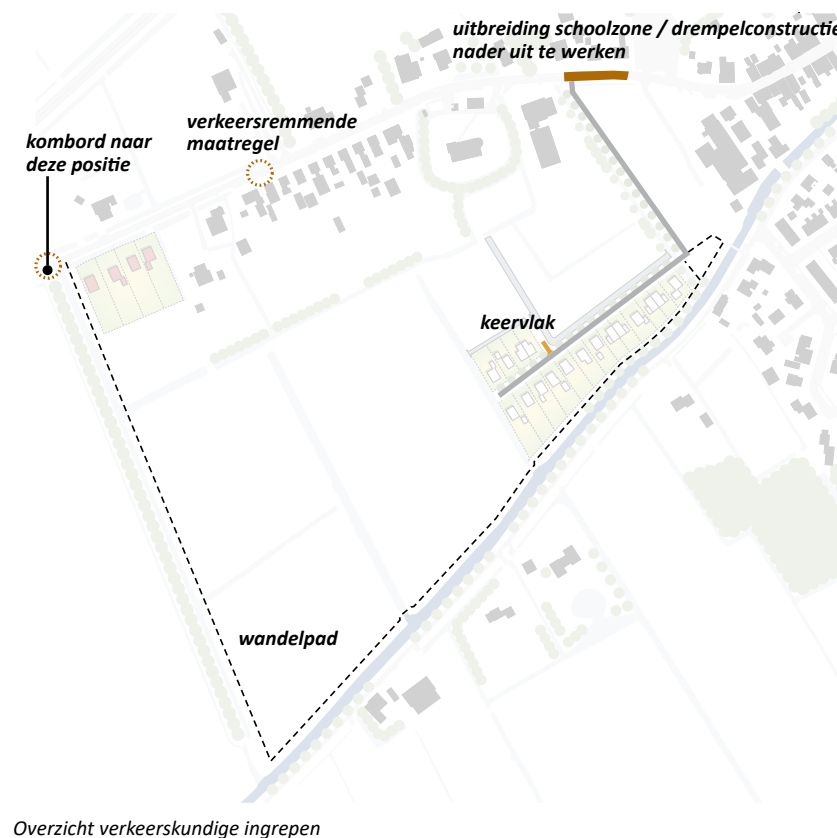 uitbreiding schoolzone / drempelconstructie
nader uit te werken
verkeersremmende
maatregel
kombord naar
deze positie
keervlak
wandelpad
Overzicht verkeerskundige ingrepen